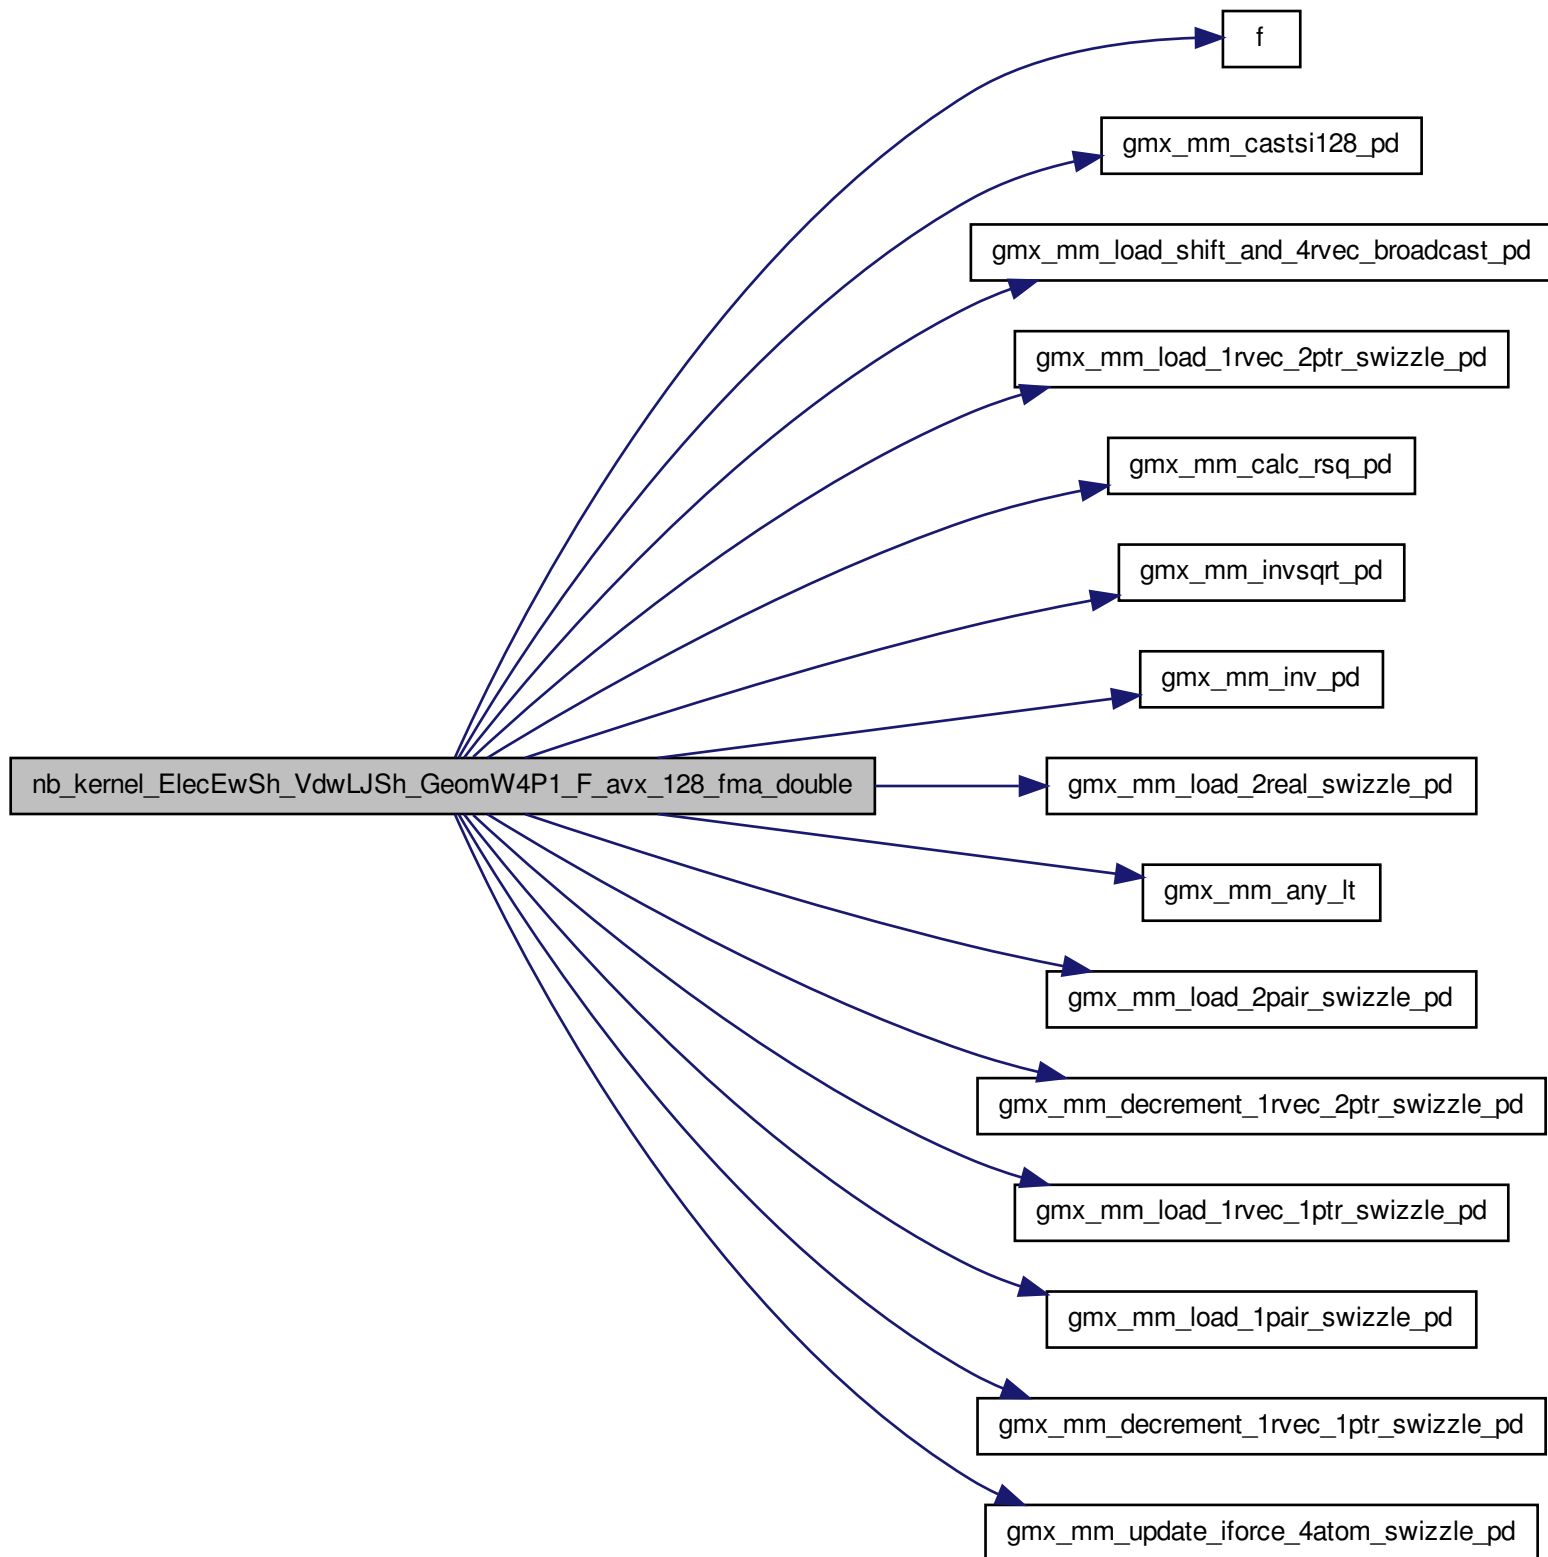 f
gmx_mm_castsi128_pd
gmx_mm_load_shift_and_4rvec_broadcast_pd
gmx_mm_load_1rvec_2ptr_swizzle_pd
gmx_mm_calc_rsq_pd
gmx_mm_invsqrt_pd
gmx_mm_inv_pd
nb_kernel_ElecEwSh_VdwLJSh_GeomW4P1_F_avx_128_fma_double
gmx_mm_load_2real_swizzle_pd
gmx_mm_any_lt
gmx_mm_load_2pair_swizzle_pd
gmx_mm_decrement_1rvec_2ptr_swizzle_pd
gmx_mm_load_1rvec_1ptr_swizzle_pd
gmx_mm_load_1pair_swizzle_pd
gmx_mm_decrement_1rvec_1ptr_swizzle_pd
gmx_mm_update_iforce_4atom_swizzle_pd